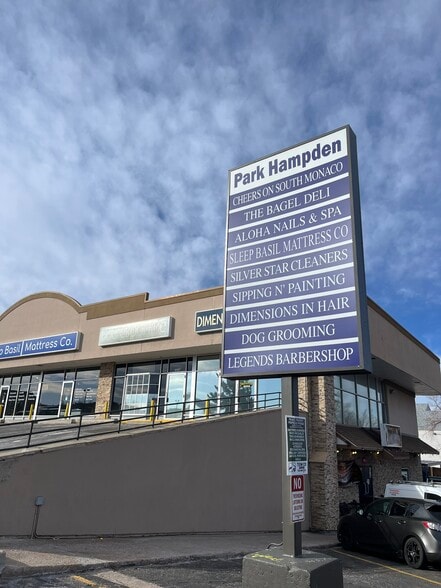 Park Hampden
CHEERS ON SOUTH MONACO
THE BAGEL DELI
ALOHA NAILS & SPA
SLEEP BASIL MATTRESS CO
SILVER STAR CLEANERS
SIPPING N' PAINTING
DIMENSIONS IN HAIR
DOG GROOMING
LEGENDS BARBERSHOP
Basil | Mattress Co.
DIMEN
NO